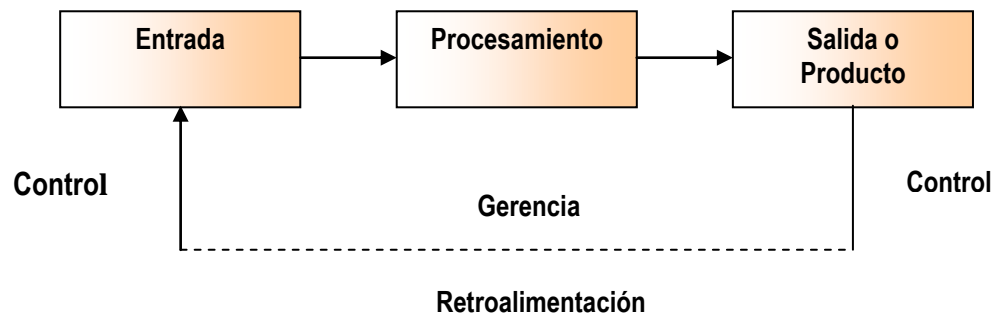 Entrada
Procesamiento
Salida o
Producto
Control
Control
Gerencia
Retroalimentación